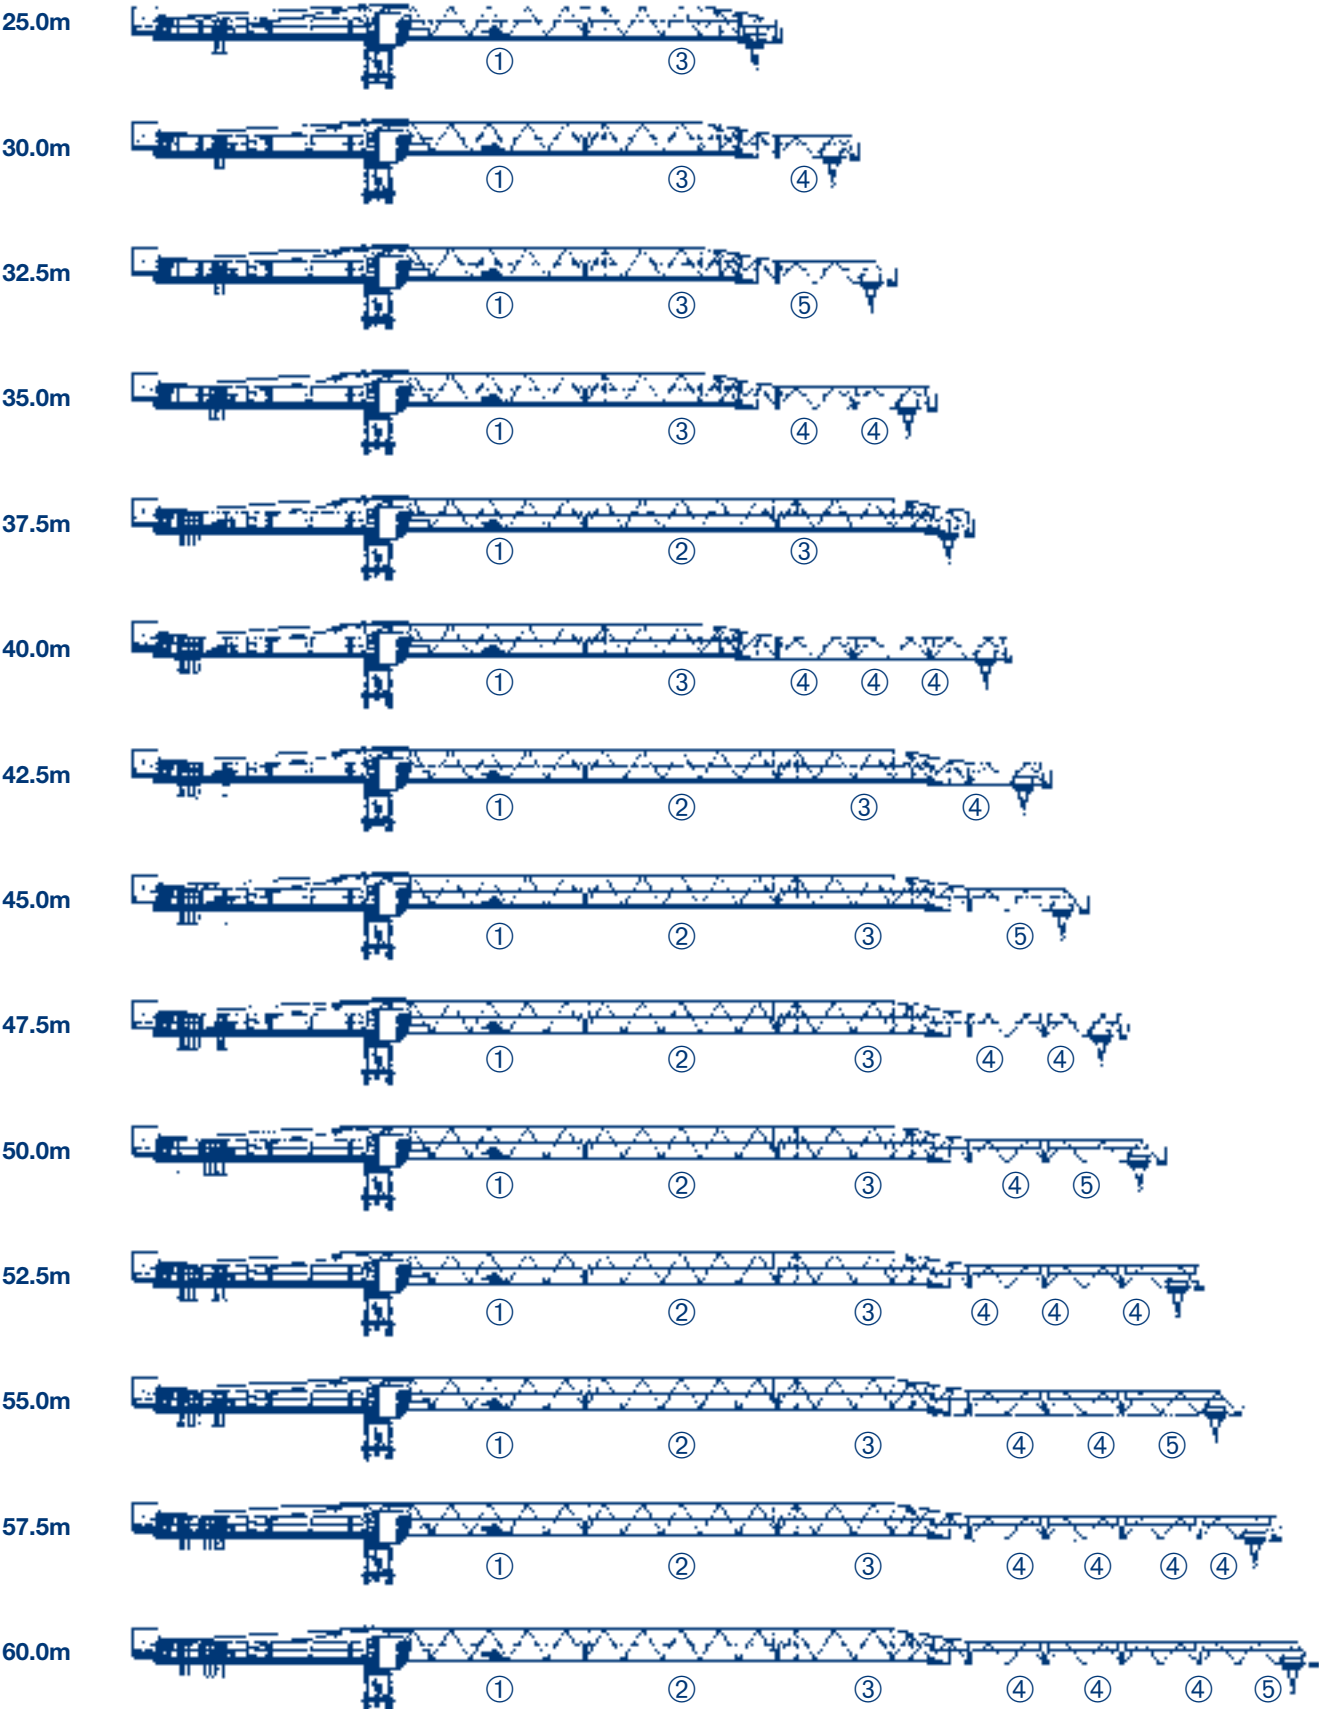 25.0m
① ③
30.0m
① ③ ④
32.5m
① ③ ⑤
35.0m
① ③ ④ ④
37.5m
① ② ③
40.0m
① ③ ④ ④ ④
42.5m
① ② ③ ④
45.0m
① ② ③ ⑤
47.5m
① ② ③ ④ ④
50.0m
① ② ③ ④ ⑤
52.5m
① ② ③ ④ ④ ④
55.0m
① ② ③ ④ ④ ⑤
57.5m
① ② ③ ④ ④ ④ ④
60.0m
① ② ③ ④ ④ ④ ⑤